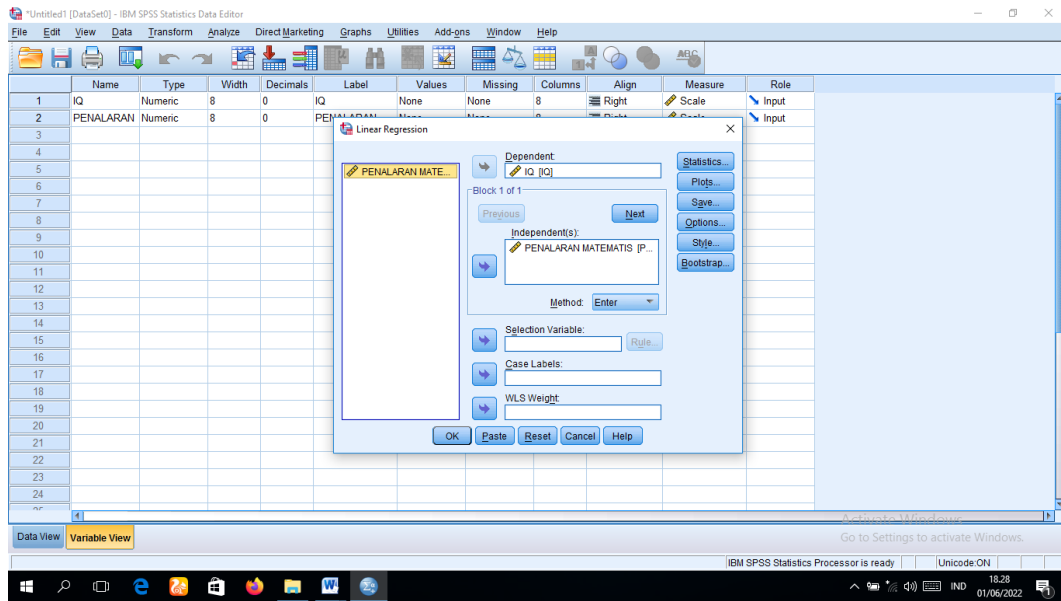 *Untitled1 [DataSet0] - IBM SPSS Statistics Data Editor
File Edit View Data Transform Analyze Direct Marketing Graphs Utilities Add-ons Window Help
Name Type Width Decimals Label Values Missing Columns Align Measure Role
1 IQ Numeric 8 0 IQ None None 8 Right Scale Input
2 PENALARAN Numeric 8 0 Input
3
4
5
6
7
8
9
10
11
12
13
14
15
16
17
18
19
20
21
22
23
24
Linear Regression
PENALARAN MATE...
Dependent:
IQ [IQ]
Block 1 of 1
Previous
Next
Independent(s):
PENALARAN MATEMATIS [P...
Method: Enter
Selection Variable:
Rule...
Case Labels:
WLS Weight:
Statistics...
Plots...
Save...
Options...
Style...
Bootstrap...
OK Paste Reset Cancel Help
Activate Windows
Go to Settings to activate Windows.
Data View Variable View
IBM SPSS Statistics Processor is ready Unicode:ON
IND
18.28
01/06/2022